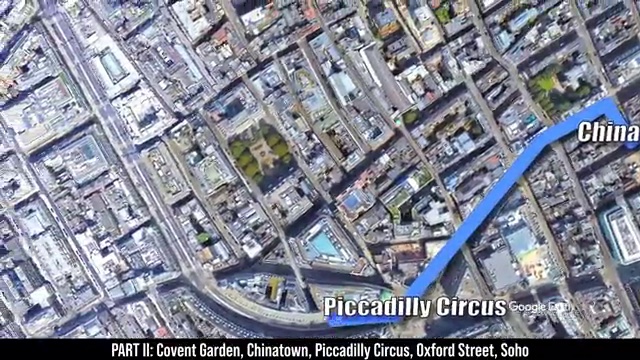 China
Piccadilly Circus
Google Earth
PART II: Covent Garden, Chinatown, Piccadilly Circus, Oxford Street, Soho